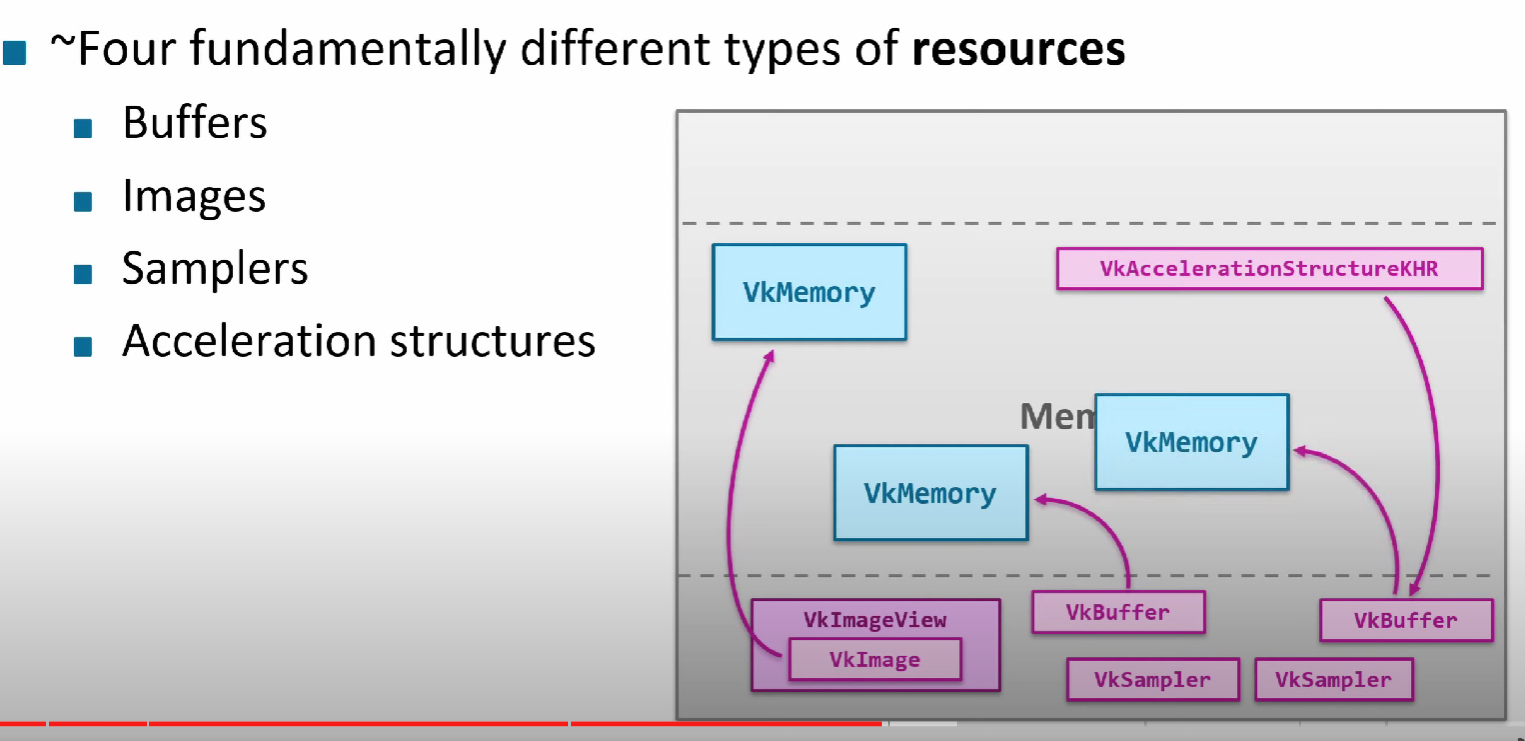 ~Four fundamentally different types of resources
Buffers
Images
Samplers
Acceleration structures
VkMemory
VkAccelerationStructureKHR
Mem
VkMemory
VkMemory
VkImageView
VkImage
VkBuffer
VkBuffer
VkSampler
VkSampler